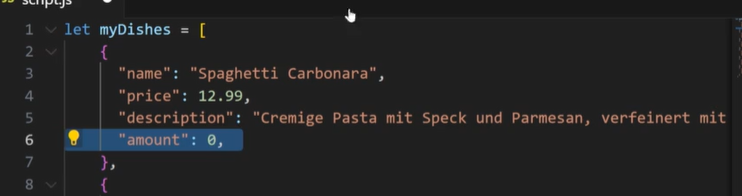 script.js
1 let myDishes = [
2 {
3 "name": "Spaghetti Carbonara",
4 "price": 12.99,
5 "description": "Cremige Pasta mit Speck und Parmesan, verfeinert mit
6 "amount": 0,
7 },
8 {